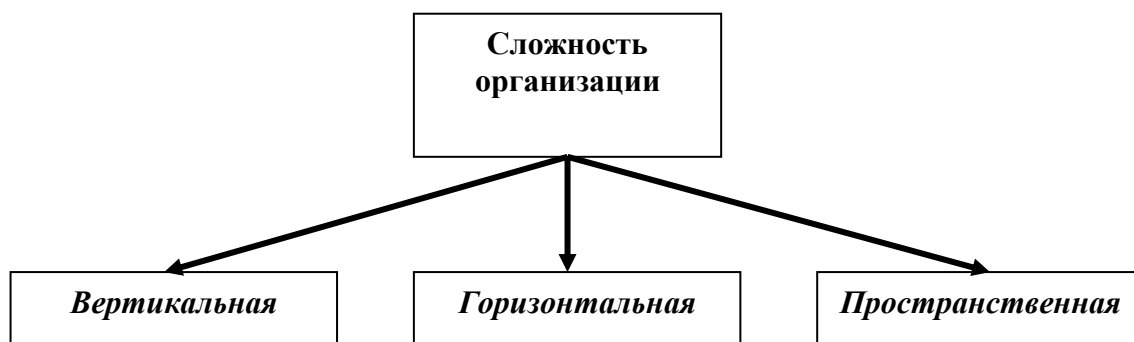 Сложность
организации
Вертикальная
Горизонтальная
Пространственная